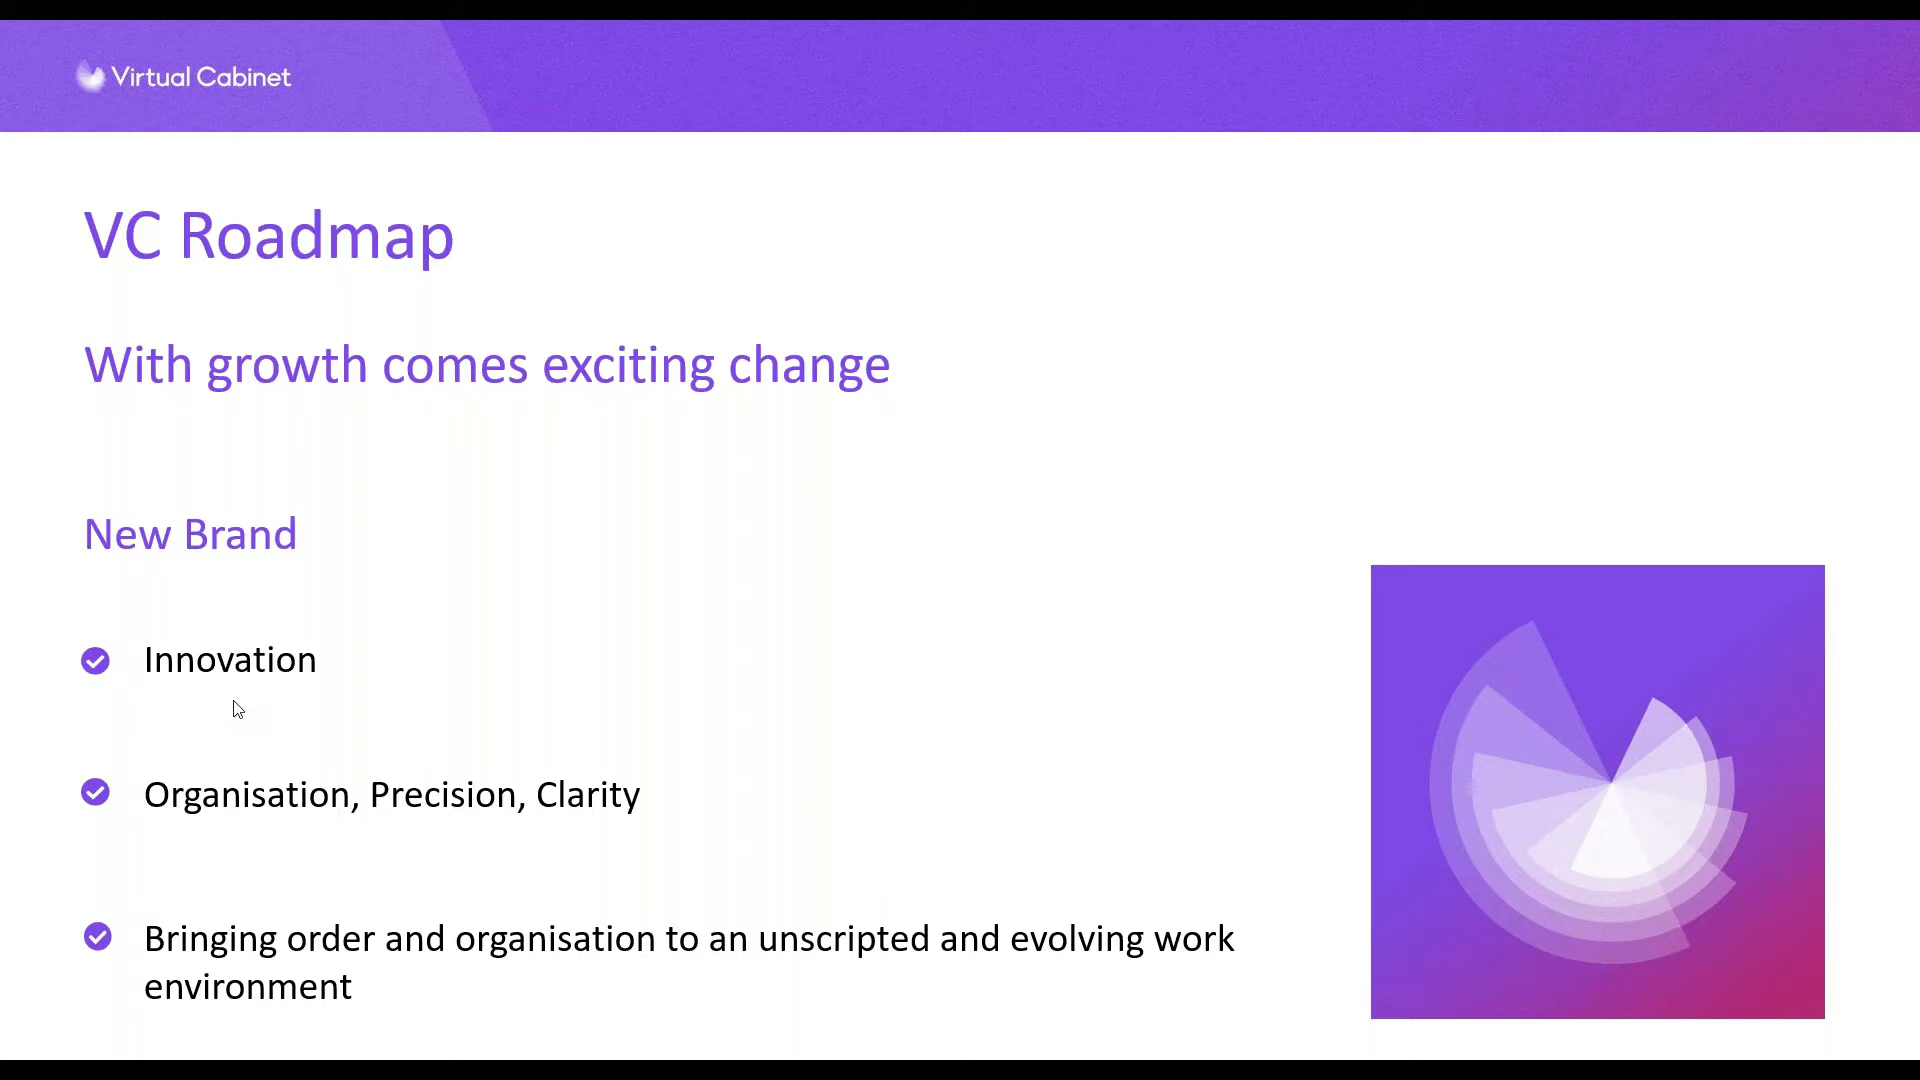 Virtual Cabinet
VC Roadmap
With growth comes exciting change
New Brand
Innovation
Organisation, Precision, Clarity
Bringing order and organisation to an unscripted and evolving work
environment